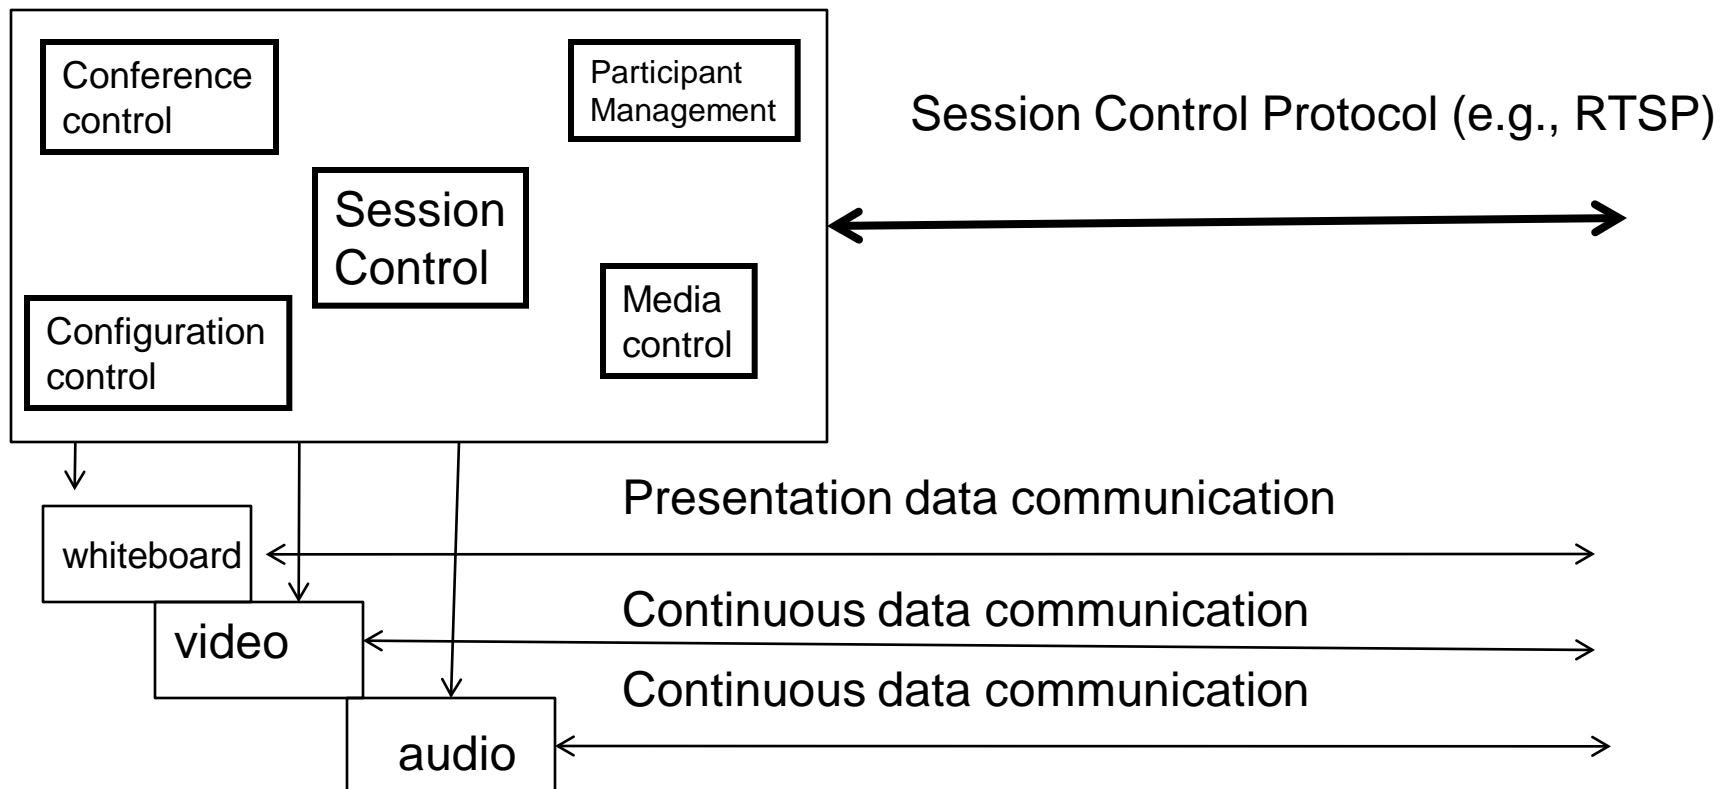 Conference
control
Participant
Management
Session Control Protocol (e.g., RTSP)
Session
Control
Media
control
Configuration
control
Presentation data communication
whiteboard
Continuous data communication
video
Continuous data communication
audio